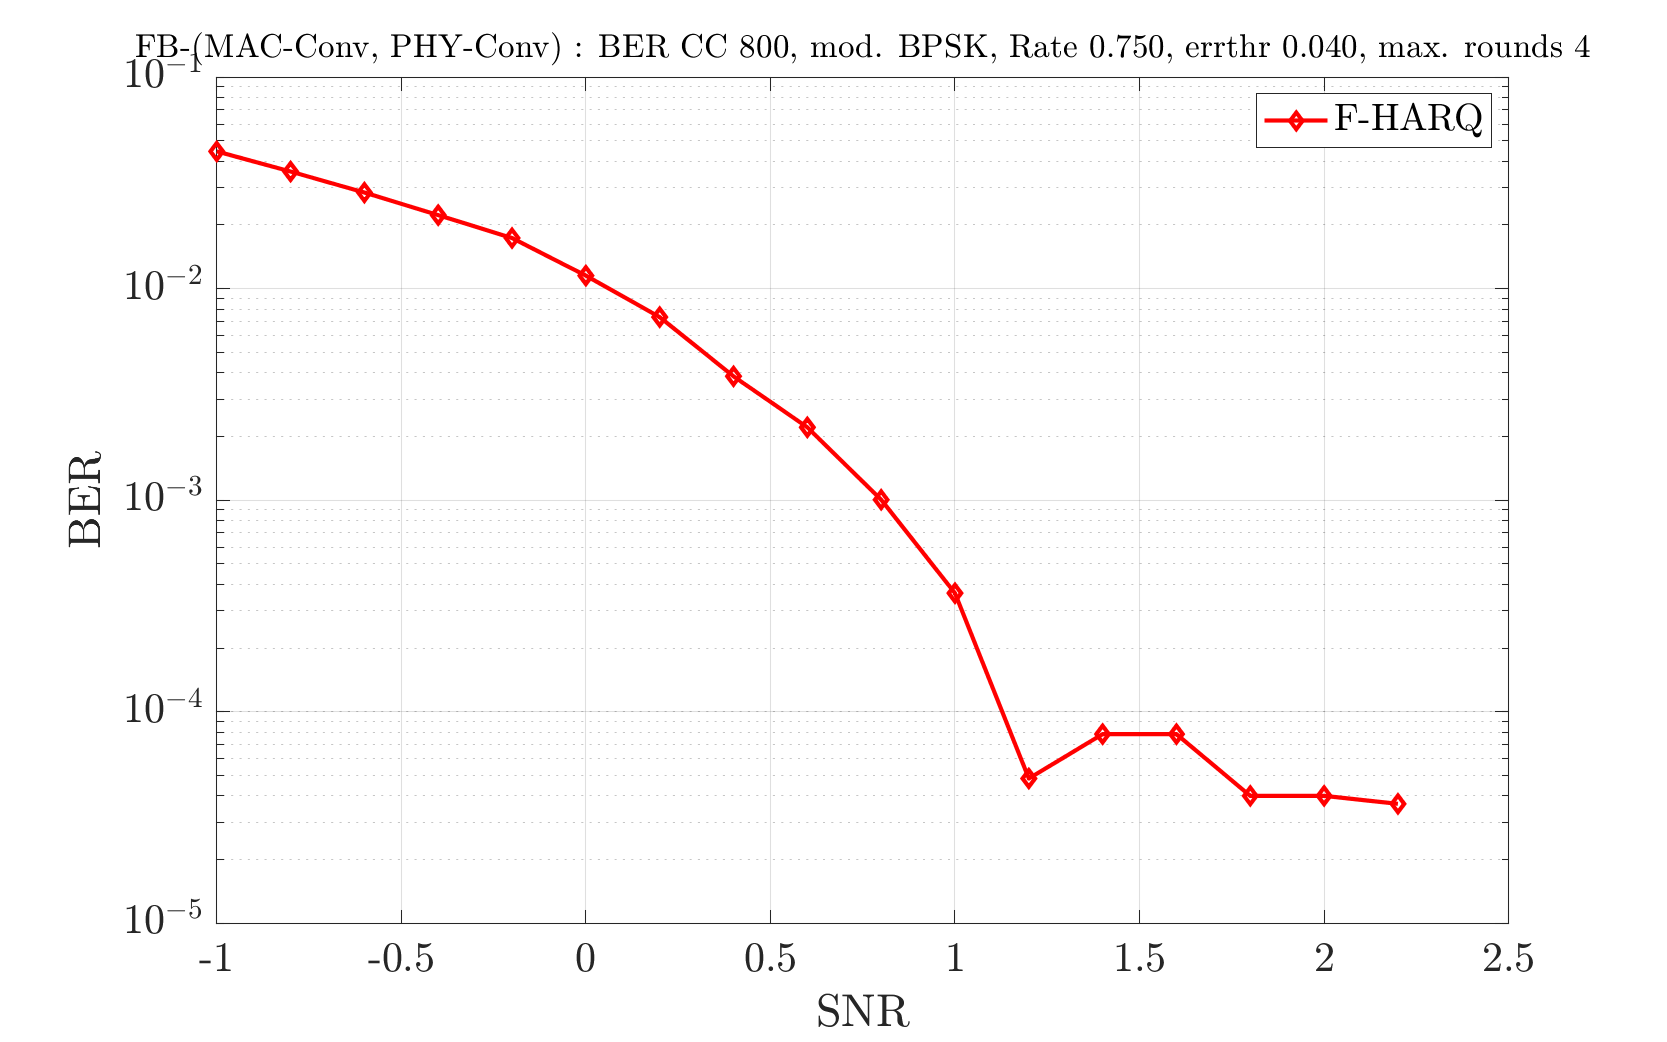 FB-(MAC-Conv, PHY-Conv) : BER CC 800, mod. BPSK, Rate 0.750, errthr 0.040, max. rounds 4
10⁻¹
F-HARQ
10⁻²
10⁻³
BER
10⁻⁴
10⁻⁵
-1 -0.5 0 0.5 1 1.5 2 2.5
SNR